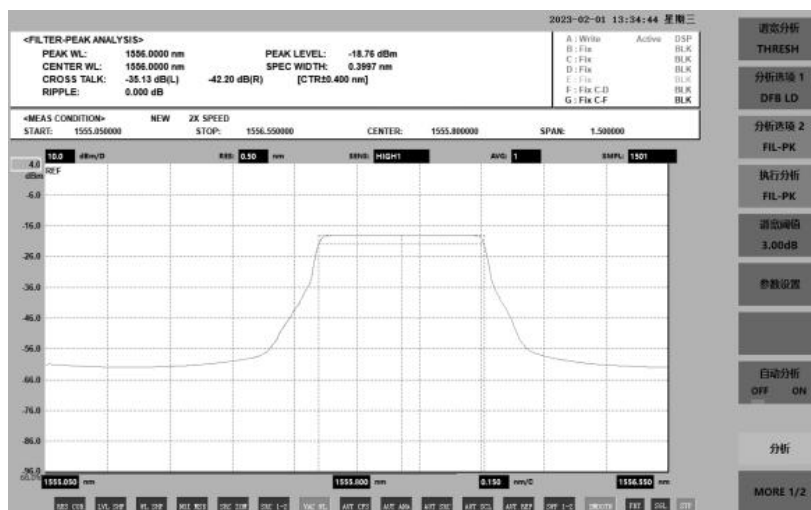 2023-02-01 13:34:44 星期三
<FILTER-PEAK ANALYSIS>
PEAK WL: 1556.0000 nm PEAK LEVEL: -18.76 dBm
CENTER WL: 1556.0000 nm SPEC WIDTH: 0.3997 nm
CROSS TALK: -35.13 dB(L) -42.20 dB(R) [CTR±0.400 nm]
RIPPLE: 0.000 dB
A : Write Active DSP
B : Fix BLK
C : Fix BLK
D : Fix BLK
E : Fix BLK
F : Fix C-D BLK
G : Fix C-F BLK
<MEAS CONDITION> NEW 2X SPEED
START: 1555.050000 STOP: 1556.550000 CENTER: 1555.800000 SPAN: 1.500000
10.0 dBm/D RES: 0.50 nm SENS: HIGH1 AVG: 1 SMPL: 1501
4.0
dBm
REF
-6.0
-16.0
-26.0
-36.0
-46.0
-56.0
-66.0
-76.0
-86.0
-96.0
1555.050 nm 1555.800 nm 0.150 nm/D 1556.550 nm
谱宽分析
THRESH
分析选项 1
DFB LD
分析选项 2
FIL-PK
执行分析
FIL-PK
谱宽阈值
3.00dB
参数设置
自动分析
OFF ON
分析
MORE 1/2